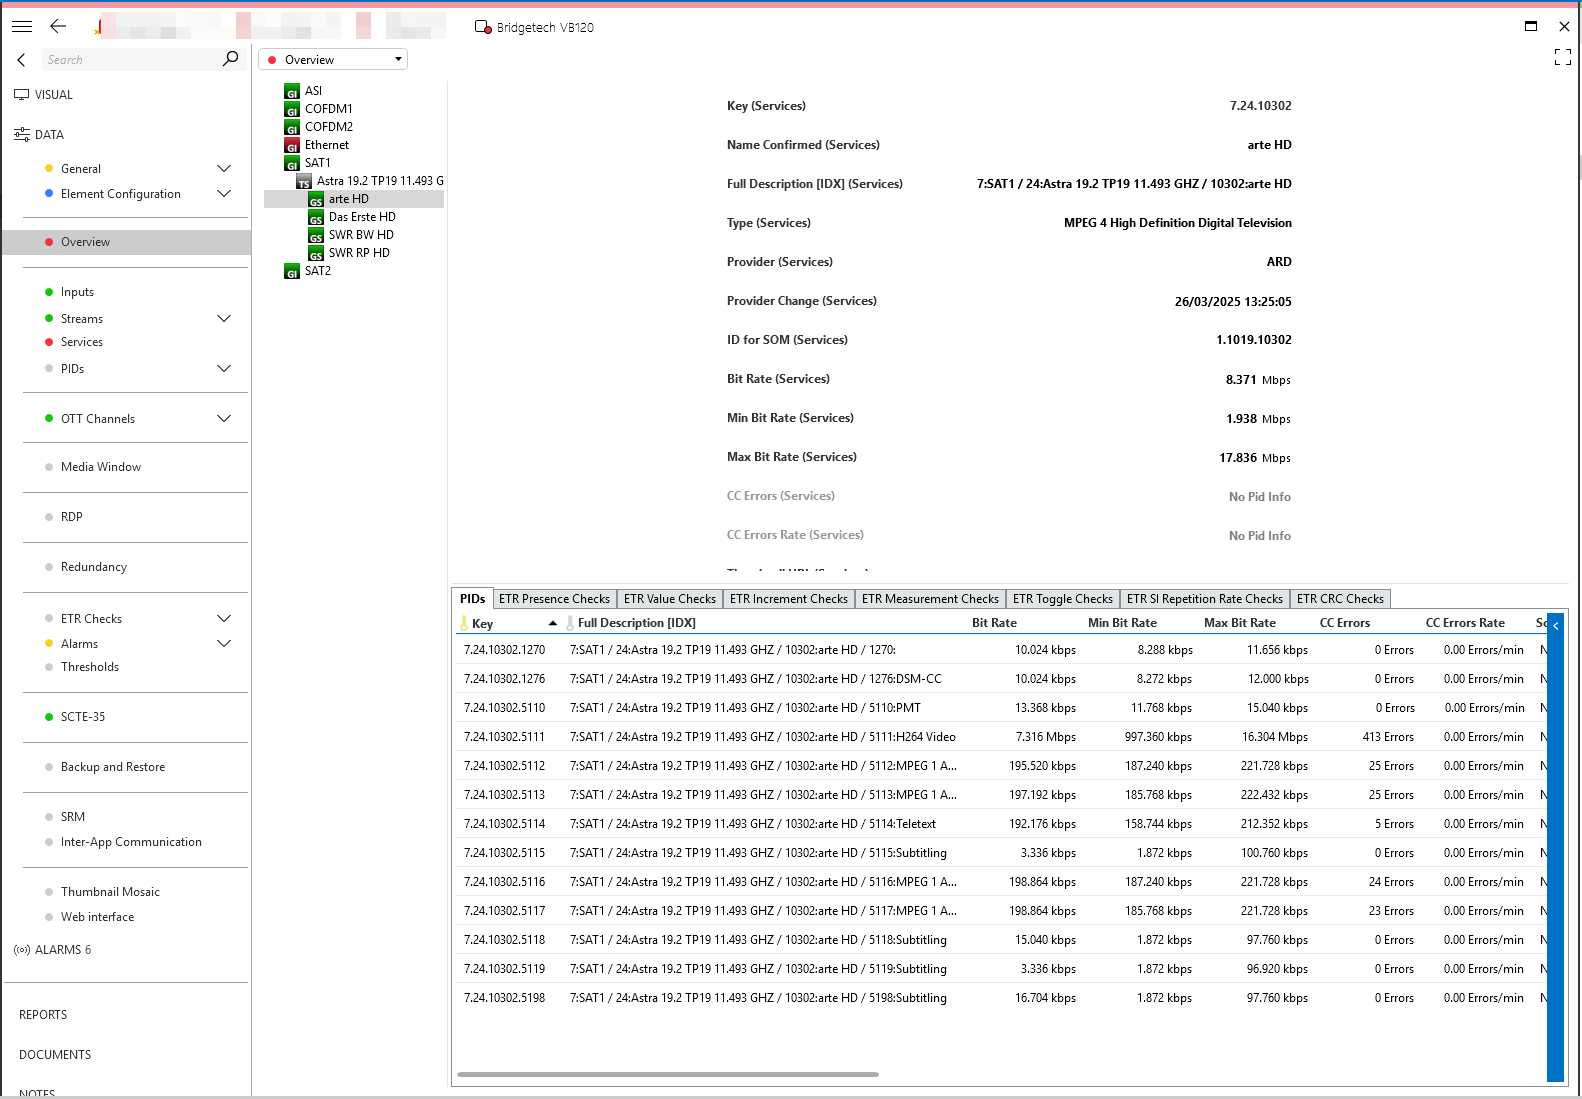 Bridgetech VB120
Search
Overview
VISUAL
DATA
General
Element Configuration
Overview
Inputs
Streams
Services
PIDs
OTT Channels
Media Window
RDP
Redundancy
ETR Checks
Alarms
Thresholds
SCTE-35
Backup and Restore
SRM
Inter-App Communication
Thumbnail Mosaic
Web interface
ALARMS 6
REPORTS
DOCUMENTS
NOTES
GI ASI
GI COFDM1
GI COFDM2
GI Ethernet
GI SAT1
TS Astra 19.2 TP19 11.493 G
GS arte HD
GS Das Erste HD
GS SWR BW HD
GS SWR RP HD
GI SAT2
Key (Services) 7.24.10302
Name Confirmed (Services) arte HD
Full Description [IDX] (Services) 7:SAT1 / 24:Astra 19.2 TP19 11.493 GHZ / 10302:arte HD
Type (Services) MPEG 4 High Definition Digital Television
Provider (Services) ARD
Provider Change (Services) 26/03/2025 13:25:05
ID for SOM (Services) 1.1019.10302
Bit Rate (Services) 8.371 Mbps
Min Bit Rate (Services) 1.938 Mbps
Max Bit Rate (Services) 17.836 Mbps
CC Errors (Services) No Pid Info
CC Errors Rate (Services) No Pid Info
PIDs ETR Presence Checks ETR Value Checks ETR Increment Checks ETR Measurement Checks ETR Toggle Checks ETR SI Repetition Rate Checks ETR CRC Checks
Key Full Description [IDX] Bit Rate Min Bit Rate Max Bit Rate CC Errors CC Errors Rate
7.24.10302.1270 7:SAT1 / 24:Astra 19.2 TP19 11.493 GHZ / 10302:arte HD / 1270: 10.024 kbps 8.288 kbps 11.656 kbps 0 Errors 0.00 Errors/min N
7.24.10302.1276 7:SAT1 / 24:Astra 19.2 TP19 11.493 GHZ / 10302:arte HD / 1276:DSM-CC 10.024 kbps 8.272 kbps 12.000 kbps 0 Errors 0.00 Errors/min N
7.24.10302.5110 7:SAT1 / 24:Astra 19.2 TP19 11.493 GHZ / 10302:arte HD / 5110:PMT 13.368 kbps 11.768 kbps 15.040 kbps 0 Errors 0.00 Errors/min N
7.24.10302.5111 7:SAT1 / 24:Astra 19.2 TP19 11.493 GHZ / 10302:arte HD / 5111:H264 Video 7.316 Mbps 997.360 kbps 16.304 Mbps 413 Errors 0.00 Errors/min N
7.24.10302.5112 7:SAT1 / 24:Astra 19.2 TP19 11.493 GHZ / 10302:arte HD / 5112:MPEG 1 A... 195.520 kbps 187.240 kbps 221.728 kbps 25 Errors 0.00 Errors/min N
7.24.10302.5113 7:SAT1 / 24:Astra 19.2 TP19 11.493 GHZ / 10302:arte HD / 5113:MPEG 1 A... 197.192 kbps 185.768 kbps 222.432 kbps 25 Errors 0.00 Errors/min N
7.24.10302.5114 7:SAT1 / 24:Astra 19.2 TP19 11.493 GHZ / 10302:arte HD / 5114:Teletext 192.176 kbps 158.744 kbps 212.352 kbps 5 Errors 0.00 Errors/min N
7.24.10302.5115 7:SAT1 / 24:Astra 19.2 TP19 11.493 GHZ / 10302:arte HD / 5115:Subtitling 3.336 kbps 1.872 kbps 100.760 kbps 0 Errors 0.00 Errors/min N
7.24.10302.5116 7:SAT1 / 24:Astra 19.2 TP19 11.493 GHZ / 10302:arte HD / 5116:MPEG 1 A... 198.864 kbps 187.240 kbps 221.728 kbps 24 Errors 0.00 Errors/min N
7.24.10302.5117 7:SAT1 / 24:Astra 19.2 TP19 11.493 GHZ / 10302:arte HD / 5117:MPEG 1 A... 198.864 kbps 185.768 kbps 221.728 kbps 23 Errors 0.00 Errors/min N
7.24.10302.5118 7:SAT1 / 24:Astra 19.2 TP19 11.493 GHZ / 10302:arte HD / 5118:Subtitling 15.040 kbps 1.872 kbps 97.760 kbps 0 Errors 0.00 Errors/min N
7.24.10302.5119 7:SAT1 / 24:Astra 19.2 TP19 11.493 GHZ / 10302:arte HD / 5119:Subtitling 3.336 kbps 1.872 kbps 96.920 kbps 0 Errors 0.00 Errors/min N
7.24.10302.5198 7:SAT1 / 24:Astra 19.2 TP19 11.493 GHZ / 10302:arte HD / 5198:Subtitling 16.704 kbps 1.872 kbps 97.760 kbps 0 Errors 0.00 Errors/min N